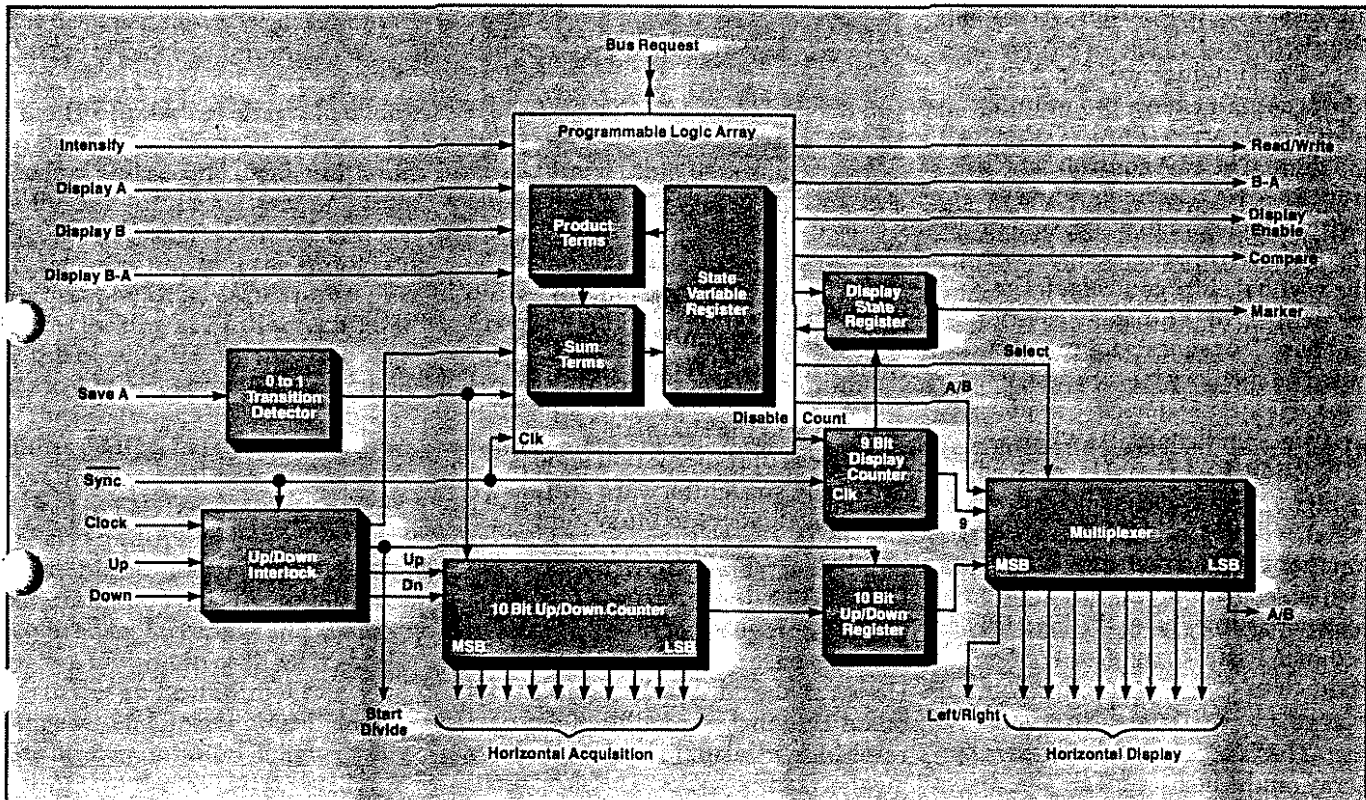 Bus Request
Programmable Logic Array
Intensify
Read/Write
Display A
B-A
Product
Terms
Display B
Display
Enable
Display B-A
Compare
State
Variable
Register
Display
State
Register
Marker
Sum
Terms
Select
Save A
0 to 1
Transition
Detector
A/B
Disable
Count
Clk
9 Bit
Display
Counter
Clk
Sync
Clock
Up
Down
Up/Down
Interlock
Up
Dn
10 Bit Up/Down Counter
MSB
LSB
10 Bit
Up/Down
Register
9
Multiplexer
MSB
LSB
A/B
Start
Divide
Horizontal Acquisition
Left/Right
Horizontal Display